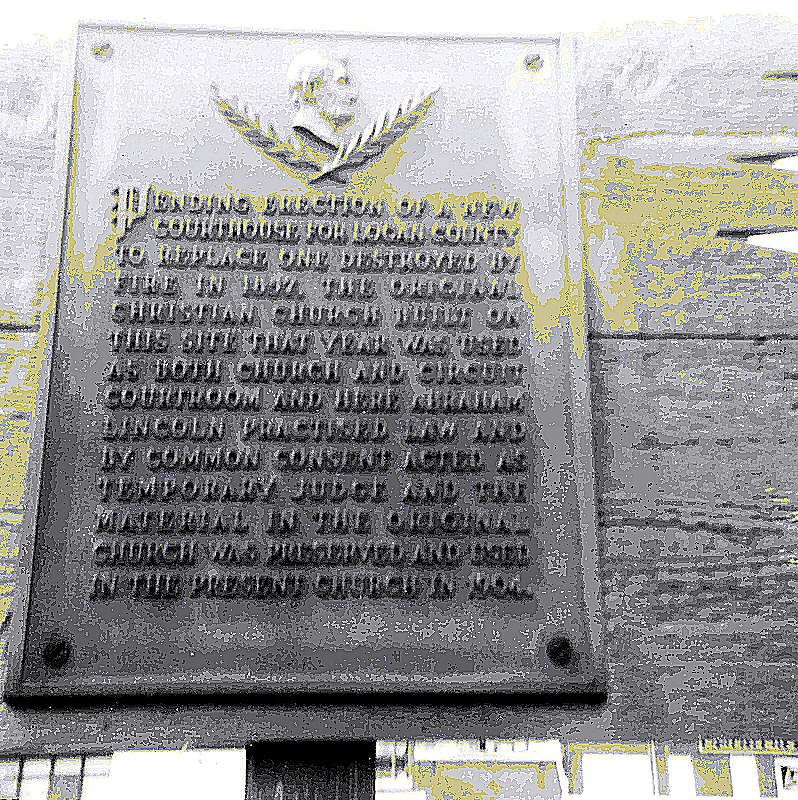 PENDING ERECTION OF A NEW
COURTHOUSE FOR LOGAN COUNTY
TO REPLACE ONE DESTROYED BY
FIRE IN 1857, THE ORIGINAL
CHRISTIAN CHURCH BUILT ON
THIS SITE THAT YEAR WAS USED
AS BOTH CHURCH AND CIRCUIT
COURTROOM AND HERE ABRAHAM
LINCOLN PRACTISED LAW AND
BY COMMON CONSENT ACTED AS
TEMPORARY JUDGE AND THE
MATERIAL IN THE ORIGINAL
CHURCH WAS PRESERVED AND USED
IN THE PRESENT CHURCH IN